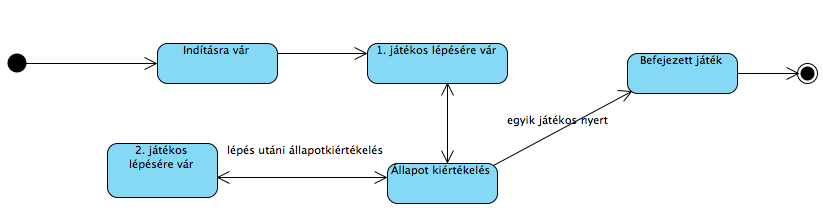 Indításra vár
1. játékos lépésére vár
Befejezett játék
egyik játékos nyert
2. játékos
lépésére vár
lépés utáni állapotkiértékelés
Állapot kiértékelés